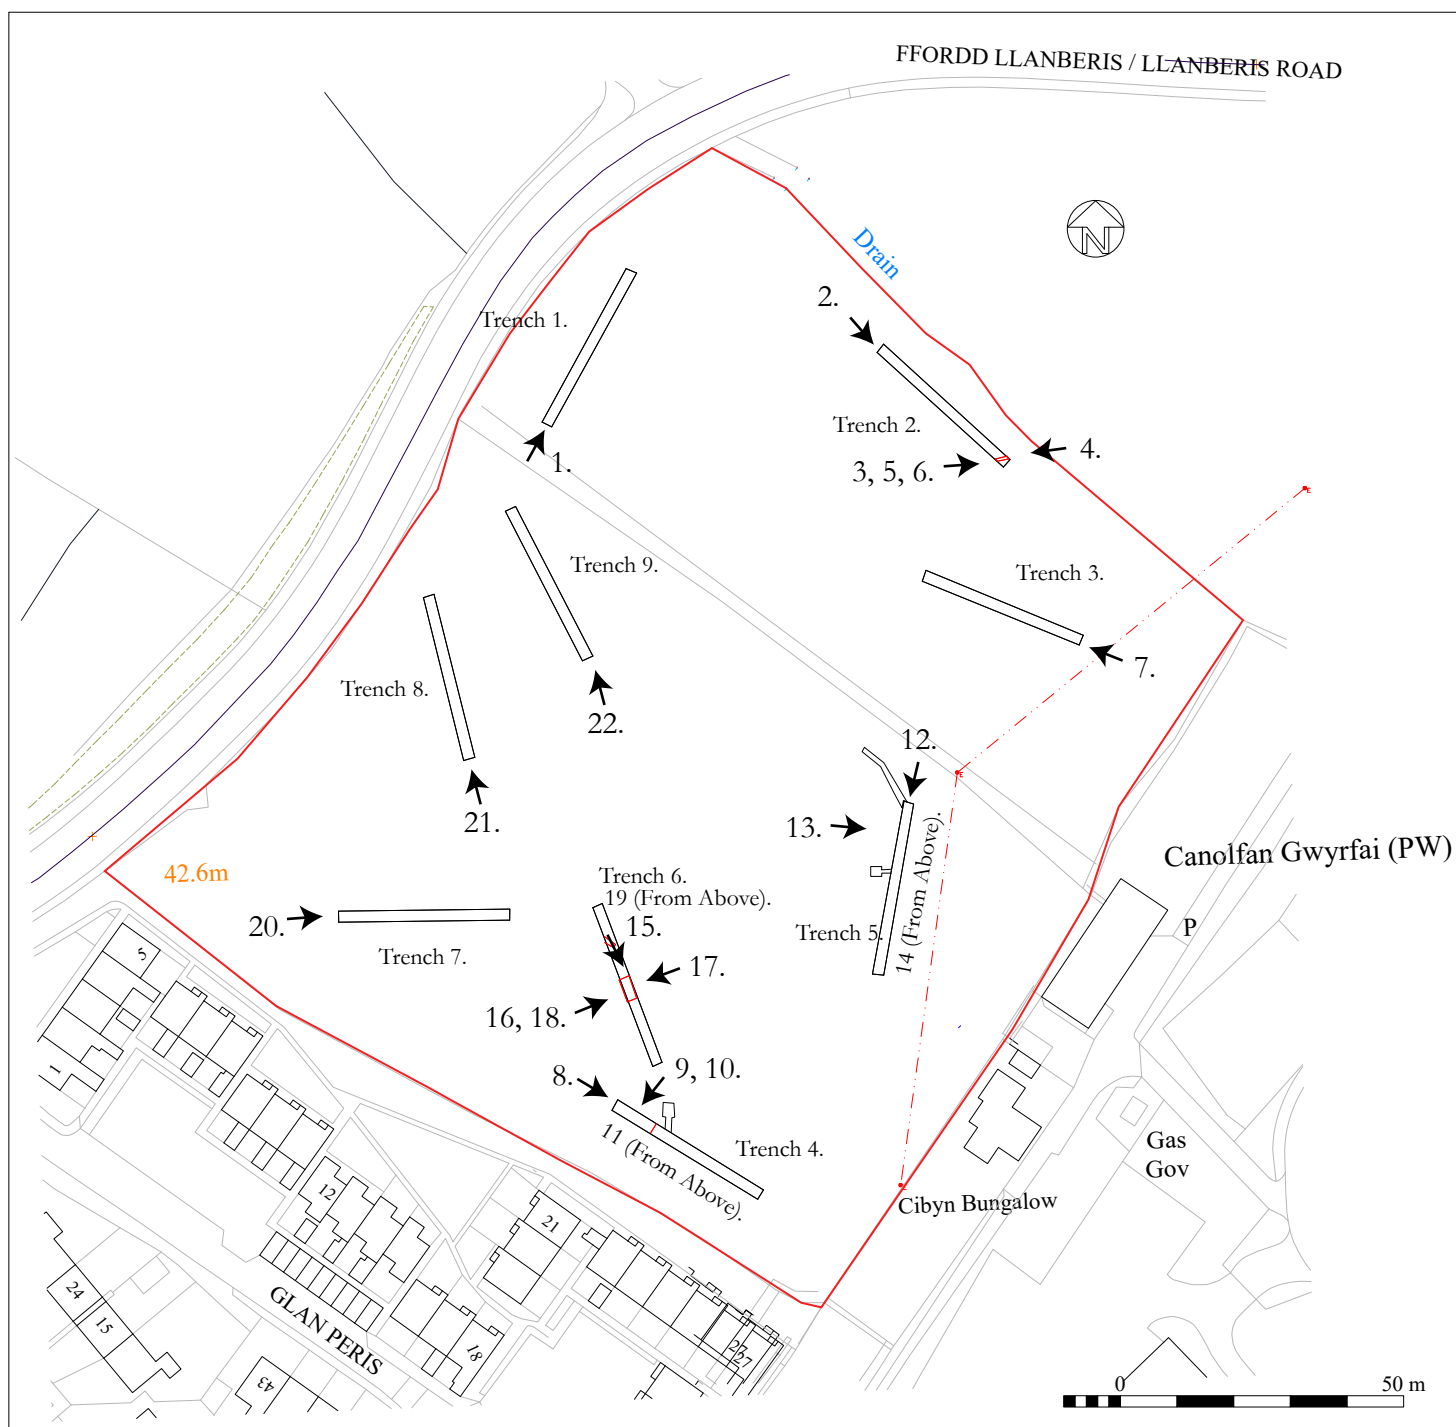 FFORDD LLANBERIS / LLANBERIS ROAD
N
Drain
2.
Trench 1.
Trench 2.
4.
3, 5, 6.
1.
E
Trench 9.
Trench 3.
7.
Trench 8.
22.
12.
E
21.
13.
14 (From Above).
Canolfan Gwyrfai (PW)
42.6m
Trench 6.
19 (From Above).
20.
15.
P
Trench 7.
Trench 5.
17.
16, 18.
5
1
9, 10.
8.
11 (From Above).
Trench 4.
Gas
Gov
Cibyn Bungalow
12
21
GLAN PERIS
24
15
18
43
27
27
0
50 m